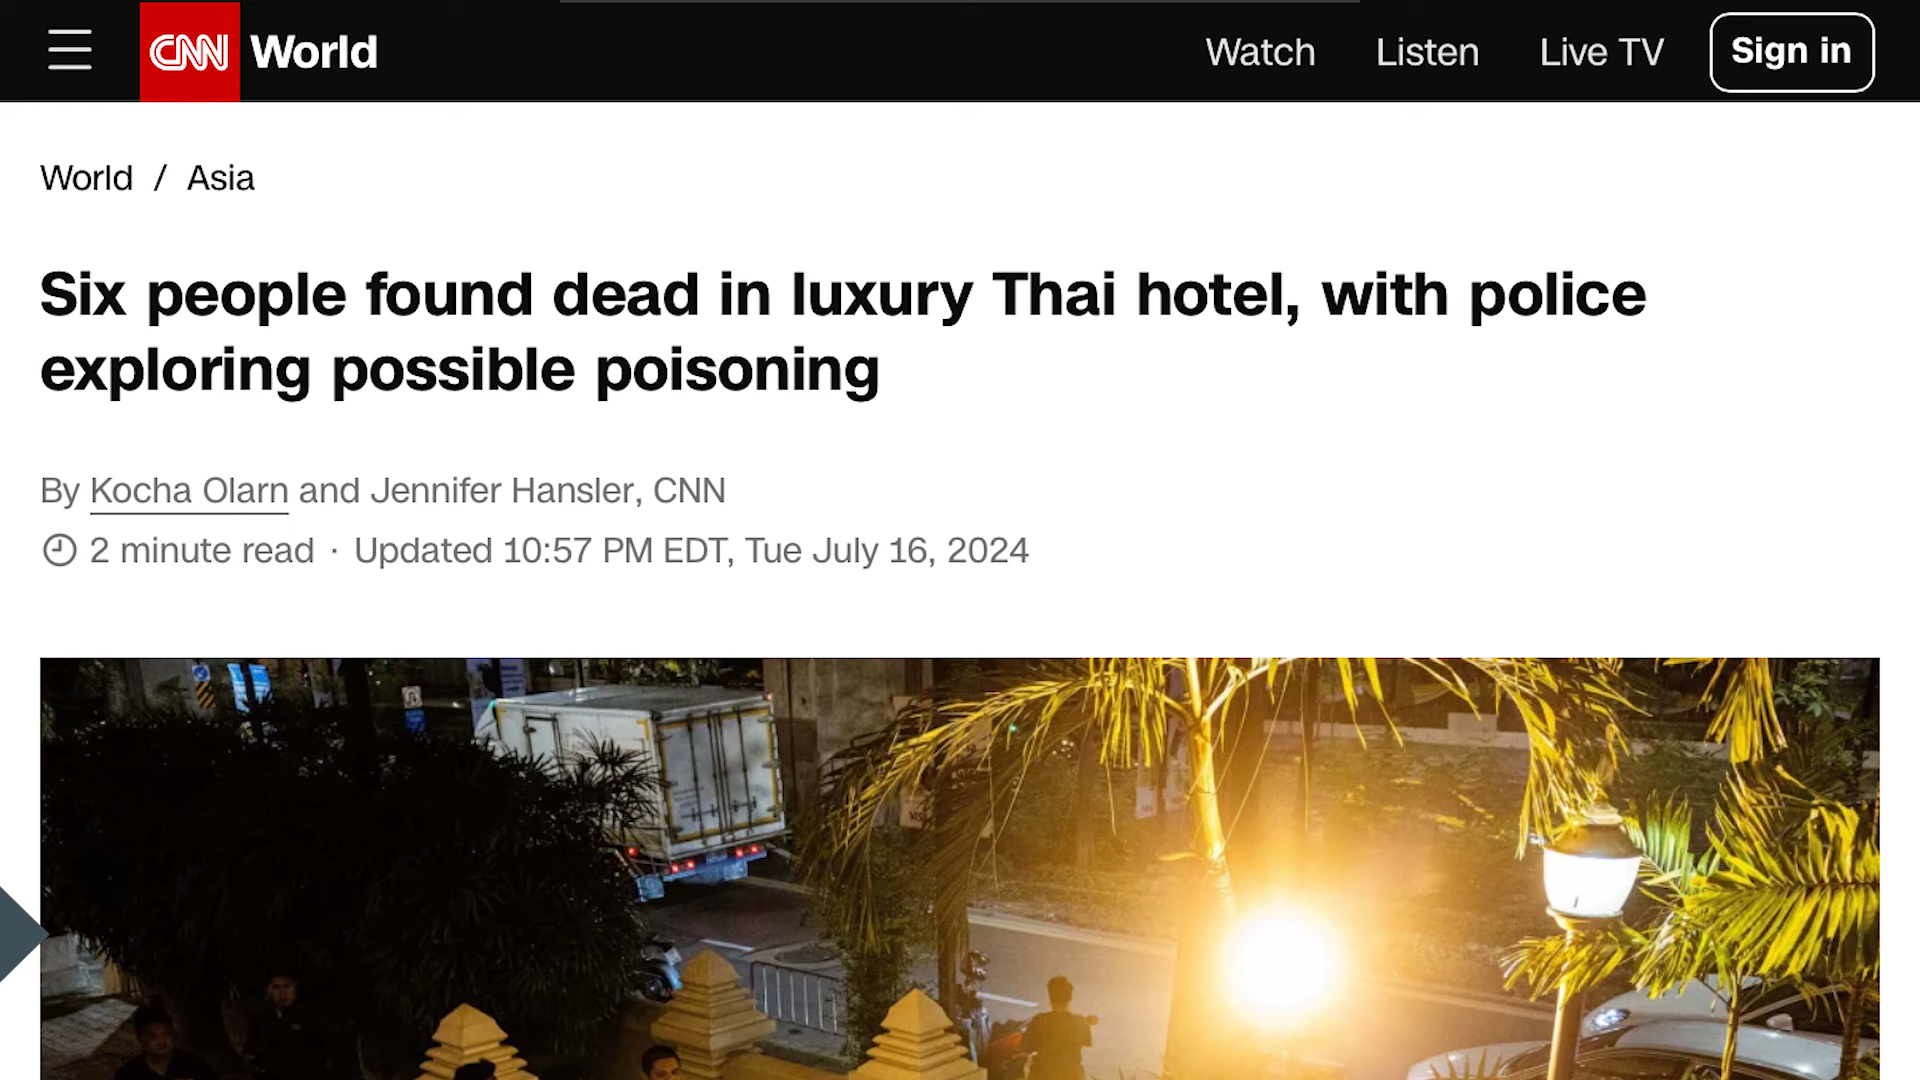 CNN World
Watch
Listen
Live TV
Sign in
World / Asia
Six people found dead in luxury Thai hotel, with police
exploring possible poisoning
By Kocha Olarn and Jennifer Hansler, CNN
2 minute read · Updated 10:57 PM EDT, Tue July 16, 2024